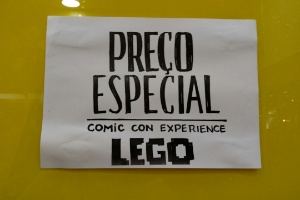 PREÇO
ESPECIAL
COMIC CON EXPERIENCE
LEGO